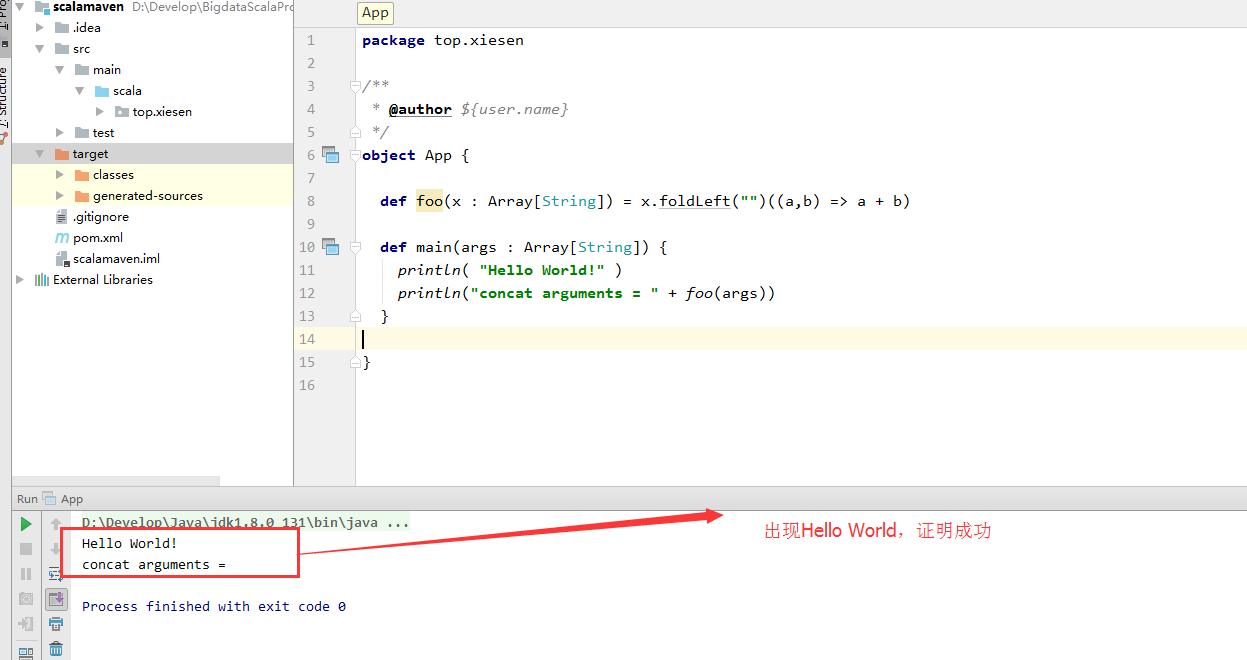 scalamaven D:\Develop\BigdataScalaPro
.idea
src
main
scala
top.xiesen
test
target
classes
generated-sources
.gitignore
pom.xml
scalamaven.iml
External Libraries
Structure
App
1 package top.xiesen
2
3 /**
4 * @author ${user.name}
5 */
6 object App {
7
8 def foo(x : Array[String]) = x.foldLeft("")((a,b) => a + b)
9
10 def main(args : Array[String]) {
11 println( "Hello World!" )
12 println("concat arguments = " + foo(args))
13 }
14
15 }
16
Run App
D:\Develop\Java\jdk1.8.0_131\bin\java ...
Hello World!
concat arguments =
出现Hello World，证明成功
Process finished with exit code 0